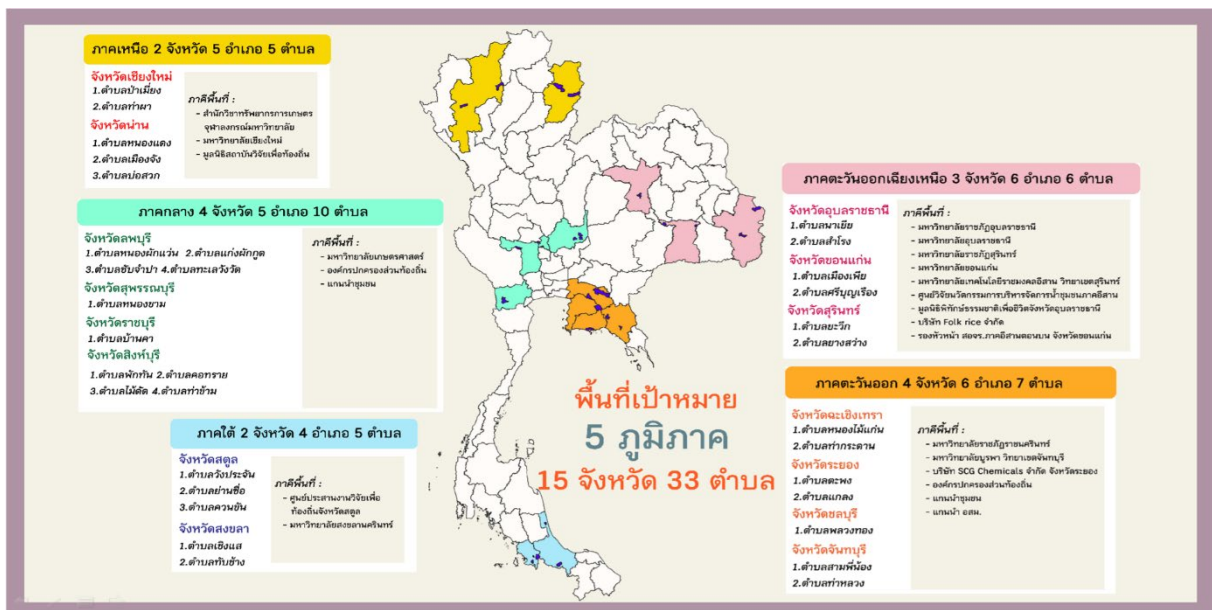 ภาคเหนือ 2 จังหวัด 5 อำเภอ 5 ตำบล
จังหวัดเชียงใหม่
1.ตำบลป่าเมี่ยง
2.ตำบลท่าผา
จังหวัดน่าน
1.ตำบลหนองแดง
2.ตำบลเมืองจัง
3.ตำบลบ่อสวก
ภาคีพื้นที่ :
- สำนักวิชาทรัพยากรการเกษตร
จุฬาลงกรณ์มหาวิทยาลัย
- มหาวิทยาลัยเชียงใหม่
- มูลนิธิสถาบันวิจัยเพื่อท้องถิ่น
ภาคกลาง 4 จังหวัด 5 อำเภอ 10 ตำบล
จังหวัดลพบุรี
1.ตำบลหนองผักแว่น 2.ตำบลแก่งผักกูด
3.ตำบลซับจำปา 4.ตำบลทะเลวังวัด
จังหวัดสุพรรณบุรี
1.ตำบลหนองขาม
จังหวัดราชบุรี
1.ตำบลบ้านคา
จังหวัดสิงห์บุรี
1.ตำบลพักทัน 2.ตำบลคอทราย
3.ตำบลไม้ดัด 4.ตำบลท่าข้าม
ภาคีพื้นที่ :
- มหาวิทยาลัยเกษตรศาสตร์
- องค์กรปกครองส่วนท้องถิ่น
- แกนนำชุมชน
ภาคใต้ 2 จังหวัด 4 อำเภอ 5 ตำบล
จังหวัดสตูล
1.ตำบลวังประจัน
2.ตำบลย่านซื่อ
3.ตำบลควนขัน
จังหวัดสงขลา
1.ตำบลเชิงแส
2.ตำบลทับช้าง
ภาคีพื้นที่ :
- ศูนย์ประสานงานวิจัยเพื่อ
ท้องถิ่นจังหวัดสตูล
- มหาวิทยาลัยสงขลานครินทร์
พื้นที่เป้าหมาย
5 ภูมิภาค
15 จังหวัด 33 ตำบล
ภาคตะวันออกเฉียงเหนือ 3 จังหวัด 6 อำเภอ 6 ตำบล
จังหวัดอุบลราชธานี
1.ตำบลนาเยีย
2.ตำบลสำโรง
จังหวัดขอนแก่น
1.ตำบลเมืองเพีย
2.ตำบลศรีบุญเรือง
จังหวัดสุรินทร์
1.ตำบลยะวึก
2.ตำบลยางสว่าง
ภาคีพื้นที่ :
- มหาวิทยาลัยราชภัฏอุบลราชธานี
- มหาวิทยาลัยอุบลราชธานี
- มหาวิทยาลัยราชภัฏสุรินทร์
- มหาวิทยาลัยขอนแก่น
- มหาวิทยาลัยเทคโนโลยีราชมงคลอีสาน วิทยาเขตสุรินทร์
- ศูนย์วิจัยนวัตกรรมการบริหารจัดการน้ำชุมชนภาคอีสาน
- มูลนิธิพิทักษ์ธรรมชาติเพื่อชีวิตจังหวัดอุบลราชธานี
- บริษัท Folk rice จำกัด
- รองหัวหน้า สอจร.ภาคอีสานตอนบน จังหวัดขอนแก่น
ภาคตะวันออก 4 จังหวัด 6 อำเภอ 7 ตำบล
จังหวัดฉะเชิงเทรา
1.ตำบลหนองไม้แก่น
2.ตำบลท่ากระดาน
จังหวัดระยอง
1.ตำบลตะพง
2.ตำบลแกลง
จังหวัดชลบุรี
1.ตำบลพลวงทอง
จังหวัดจันทบุรี
1.ตำบลสามพี่น้อง
2.ตำบลท่าหลวง
ภาคีพื้นที่ :
- มหาวิทยาลัยราชภัฏราชนครินทร์
- มหาวิทยาลัยบูรพา วิทยาเขตจันทบุรี
- บริษัท SCG Chemicals จำกัด จังหวัดระยอง
- องค์กรปกครองส่วนท้องถิ่น
- แกนนำชุมชน
- แกนนำ อสม.